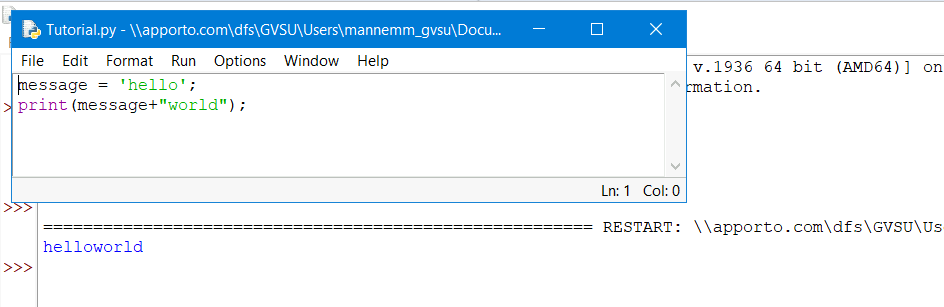 Tutorial.py - \\apporto.com\dfs\GVSU\Users\mannemm_gvsu\Docu...
File Edit Format Run Options Window Help
message = 'hello';
print(message+"world");
v.1936 64 bit (AMD64)] on
rmation.
>
Ln: 1 Col: 0
>>>
======================================================= RESTART: \\apporto.com\dfs\GVSU\Us
helloworld
>>>